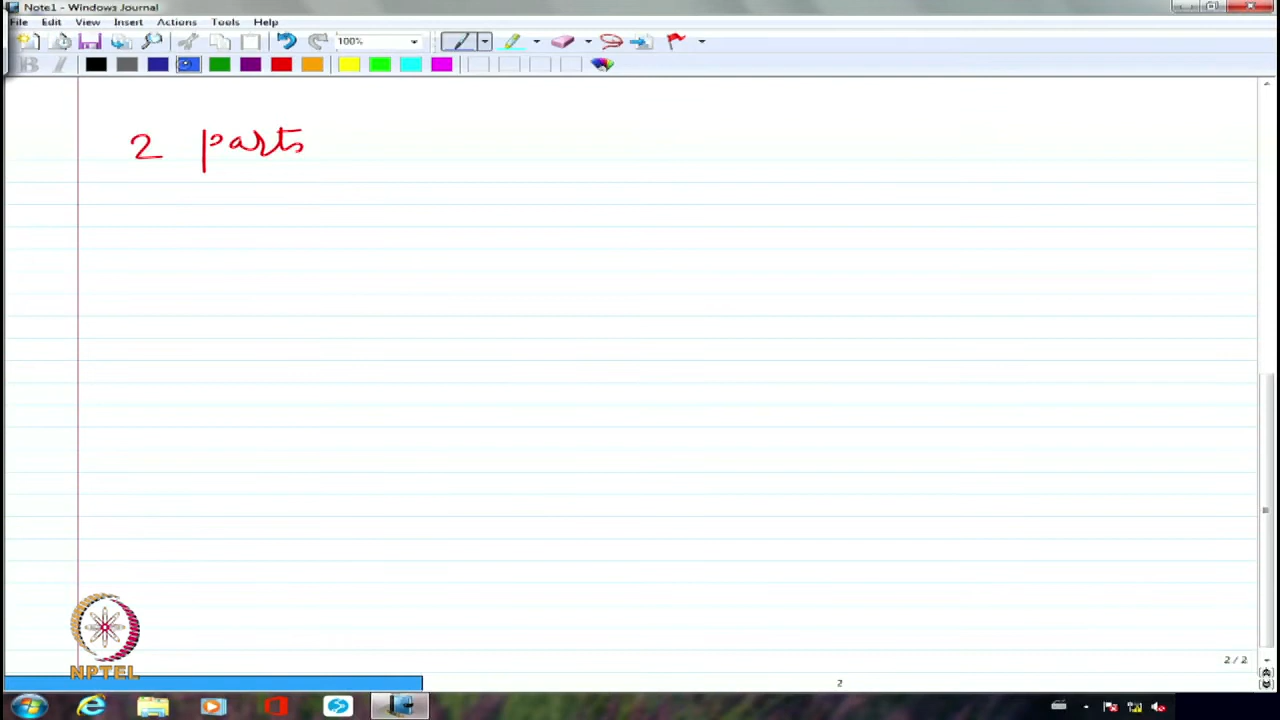 Note1 - Windows Journal
File Edit View Insert Actions Tools Help
100%
B I
2 parts
NPTEL
2 / 2
2